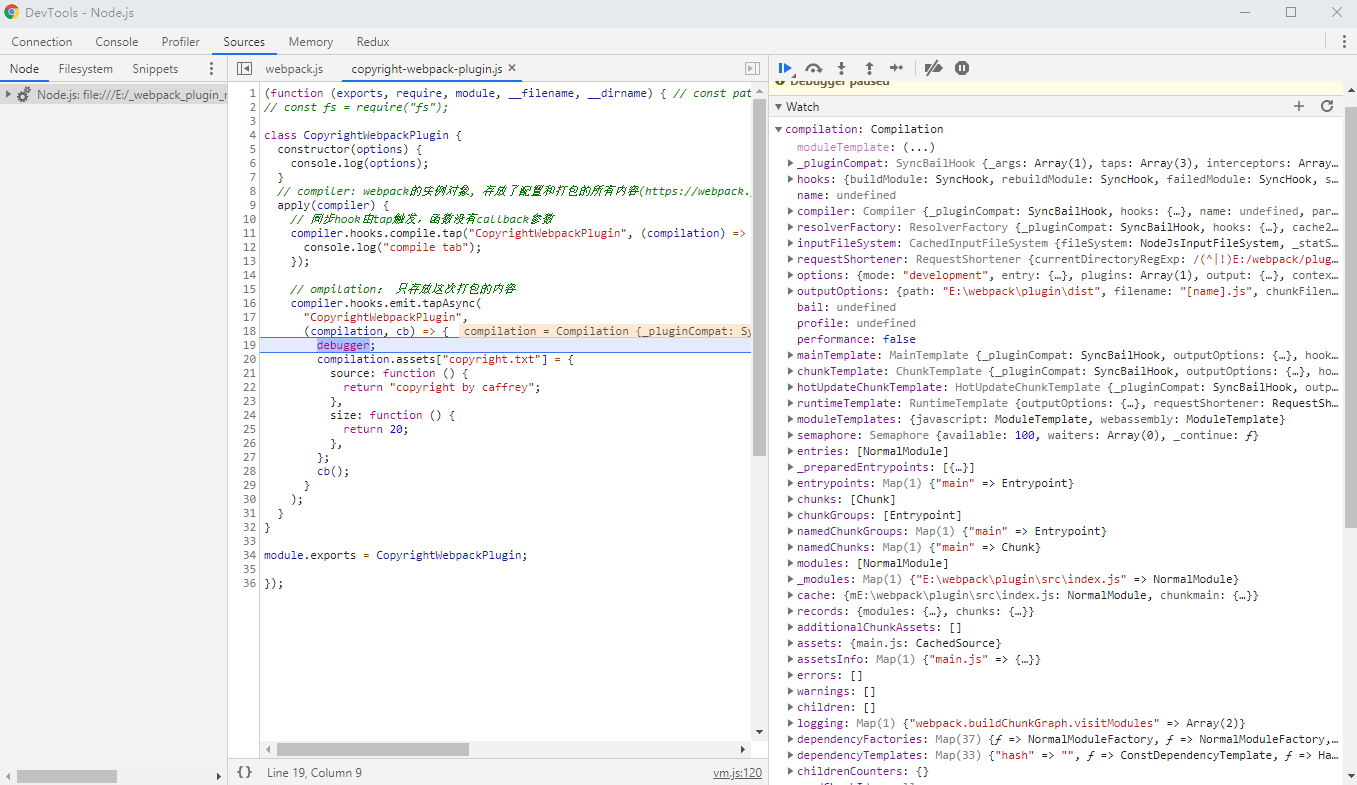 DevTools - Node.js
Connection Console Profiler Sources Memory Redux
Node Filesystem Snippets
webpack.js copyright-webpack-plugin.js
Node.js: file:///E:/_webpack_plugin_
1 (function (exports, require, module, __filename, __dirname) { // const pat
2 // const fs = require("fs");
3
4 class CopyrightWebpackPlugin {
5 constructor(options) {
6 console.log(options);
7 }
8 // compiler: webpack的实例对象, 存放了配置和打包的所有内容(https://webpack.
9 apply(compiler) {
10 // 同步hook由tap触发，函数没有callback参数
11 compiler.hooks.compile.tap("CopyrightWebpackPlugin", (compilation) =>
12 console.log("compile tab");
13 });
14
15 // ompilation： 只存放这次打包的内容
16 compiler.hooks.emit.tapAsync(
17 "CopyrightWebpackPlugin",
18 (compilation, cb) => { compilation = Compilation {_pluginCompat: Sy
19 debugger;
20 compilation.assets["copyright.txt"] = {
21 source: function () {
22 return "copyright by caffrey";
23 },
24 size: function () {
25 return 20;
26 },
27 };
28 cb();
29 }
30 );
31 }
32 }
33
34 module.exports = CopyrightWebpackPlugin;
35
36 });
{} Line 19, Column 9 vm.js:120
Debugger paused
Watch
compilation: Compilation
moduleTemplate: (...)
_pluginCompat: SyncBailHook {_args: Array(1), taps: Array(3), interceptors: Array…
hooks: {buildModule: SyncHook, rebuildModule: SyncHook, failedModule: SyncHook, s…
name: undefined
compiler: Compiler {_pluginCompat: SyncBailHook, hooks: {…}, name: undefined, par…
resolverFactory: ResolverFactory {_pluginCompat: SyncBailHook, hooks: {…}, cache2…
inputFileSystem: CachedInputFileSystem {fileSystem: NodeJsInputFileSystem, _statS…
requestShortener: RequestShortener {currentDirectoryRegExp: /(^|!)E:/webpack/plug…
options: {mode: "development", entry: {…}, plugins: Array(1), output: {…}, contex…
outputOptions: {path: "E:\webpack\plugin\dist", filename: "[name].js", chunkFilen…
bail: undefined
profile: undefined
performance: false
mainTemplate: MainTemplate {_pluginCompat: SyncBailHook, outputOptions: {…}, hook…
chunkTemplate: ChunkTemplate {_pluginCompat: SyncBailHook, outputOptions: {…}, ho…
hotUpdateChunkTemplate: HotUpdateChunkTemplate {_pluginCompat: SyncBailHook, outp…
runtimeTemplate: RuntimeTemplate {outputOptions: {…}, requestShortener: RequestSh…
moduleTemplates: {javascript: ModuleTemplate, webassembly: ModuleTemplate}
semaphore: Semaphore {available: 100, waiters: Array(0), _continue: ƒ}
entries: [NormalModule]
_preparedEntrypoints: [{…}]
entrypoints: Map(1) {"main" => Entrypoint}
chunks: [Chunk]
chunkGroups: [Entrypoint]
namedChunkGroups: Map(1) {"main" => Entrypoint}
namedChunks: Map(1) {"main" => Chunk}
modules: [NormalModule]
_modules: Map(1) {"E:\webpack\plugin\src\index.js" => NormalModule}
cache: {mE:\webpack\plugin\src\index.js: NormalModule, chunkmain: {…}}
records: {modules: {…}, chunks: {…}}
additionalChunkAssets: []
assets: {main.js: CachedSource}
assetsInfo: Map(1) {"main.js" => {…}}
errors: []
warnings: []
children: []
logging: Map(1) {"webpack.buildChunkGraph.visitModules" => Array(2)}
dependencyFactories: Map(37) {ƒ => NormalModuleFactory, ƒ => NormalModuleFactory,…
dependencyTemplates: Map(33) {"hash" => "", ƒ => ConstDependencyTemplate, ƒ => Ha…
childrenCounters: {}